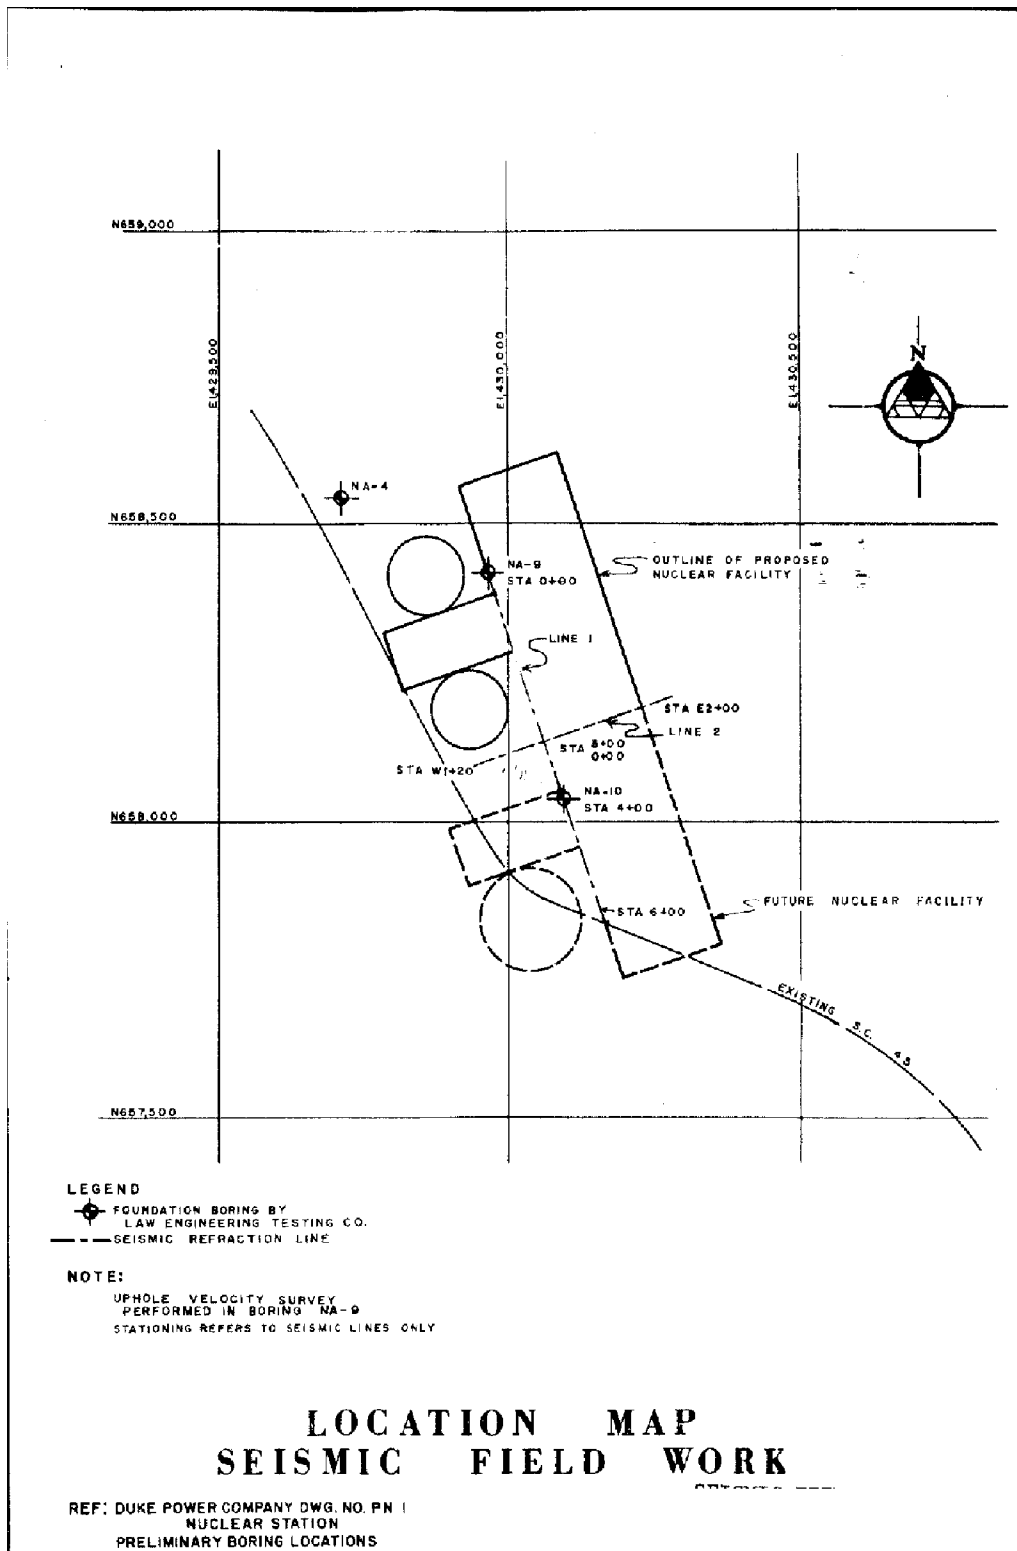 N659,000
E1,429,500
E1,430,000
E1,430,500
N
NA-4
N658,500
NA-9
STA 0+00
OUTLINE OF PROPOSED
NUCLEAR FACILITY
LINE 1
STA E2+00
LINE 2
STA 3+00
0+00
STA W1+20
NA-10
STA 4+00
N658,000
STA 6+00
FUTURE NUCLEAR FACILITY
EXISTING S.C.
N657,500
LEGEND
FOUNDATION BORING BY
LAW ENGINEERING TESTING CO.
SEISMIC REFRACTION LINE
NOTE:
UPHOLE VELOCITY SURVEY
PERFORMED IN BORING NA-9
STATIONING REFERS TO SEISMIC LINES ONLY
LOCATION MAP
SEISMIC FIELD WORK
REF: DUKE POWER COMPANY DWG. NO. PN 1
NUCLEAR STATION
PRELIMINARY BORING LOCATIONS